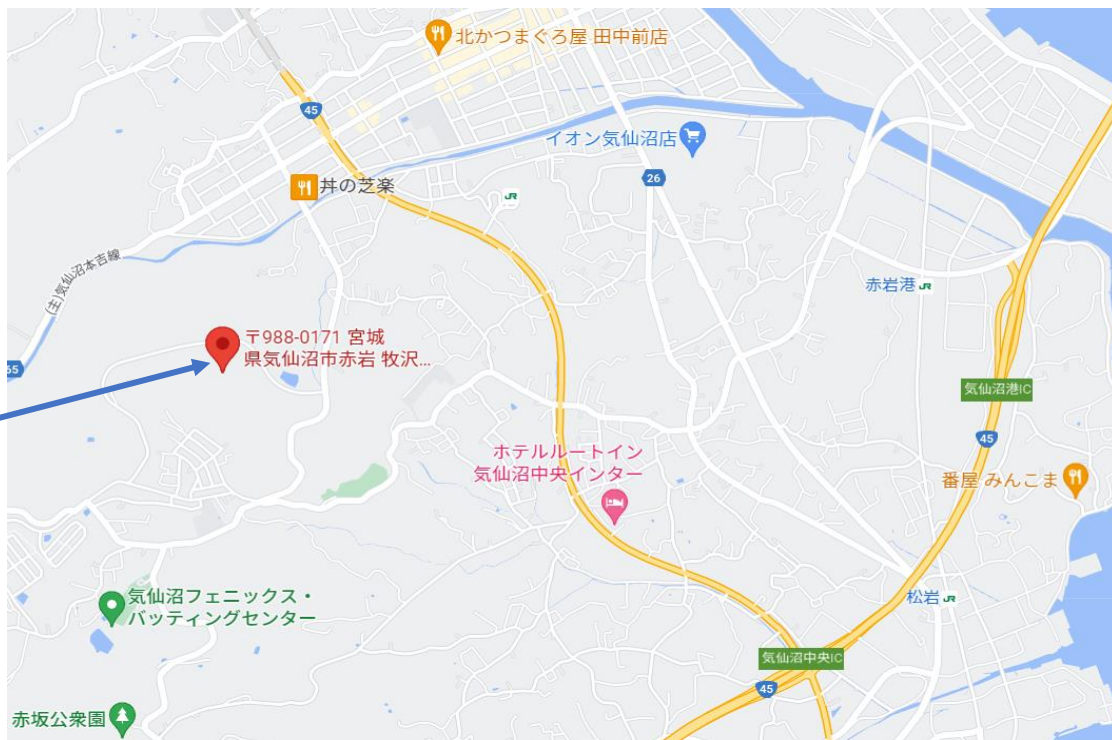 北かつまぐろ屋 田中前店
45
イオン気仙沼店
26
丼の芝楽
JR
(主)気仙沼本吉線
赤岩港 JR
〒988-0171 宮城
県気仙沼市赤岩 牧沢...
65
気仙沼港IC
45
ホテルルートイン
気仙沼中央インター
番屋 みんこま
気仙沼フェニックス・
バッティングセンター
松岩 JR
気仙沼中央IC
45
赤坂公衆園